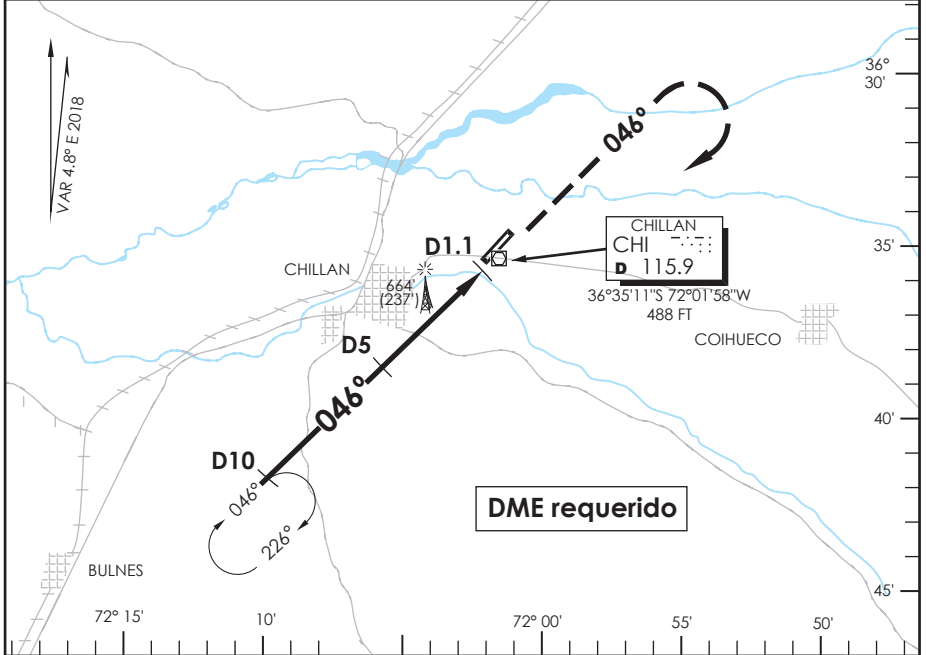 VAR 4.8° E 2018
36°
30'
046°
CHILLAN
CHI
D 115.9
36°35'11"S 72°01'58"W
488 FT
35'
D1.1
CHILLAN
664'
(237')
COIHUECO
D5
046°
40'
D10
046°
226°
DME requerido
BULNES
45'
72° 15'
10'
72° 00'
55'
50'